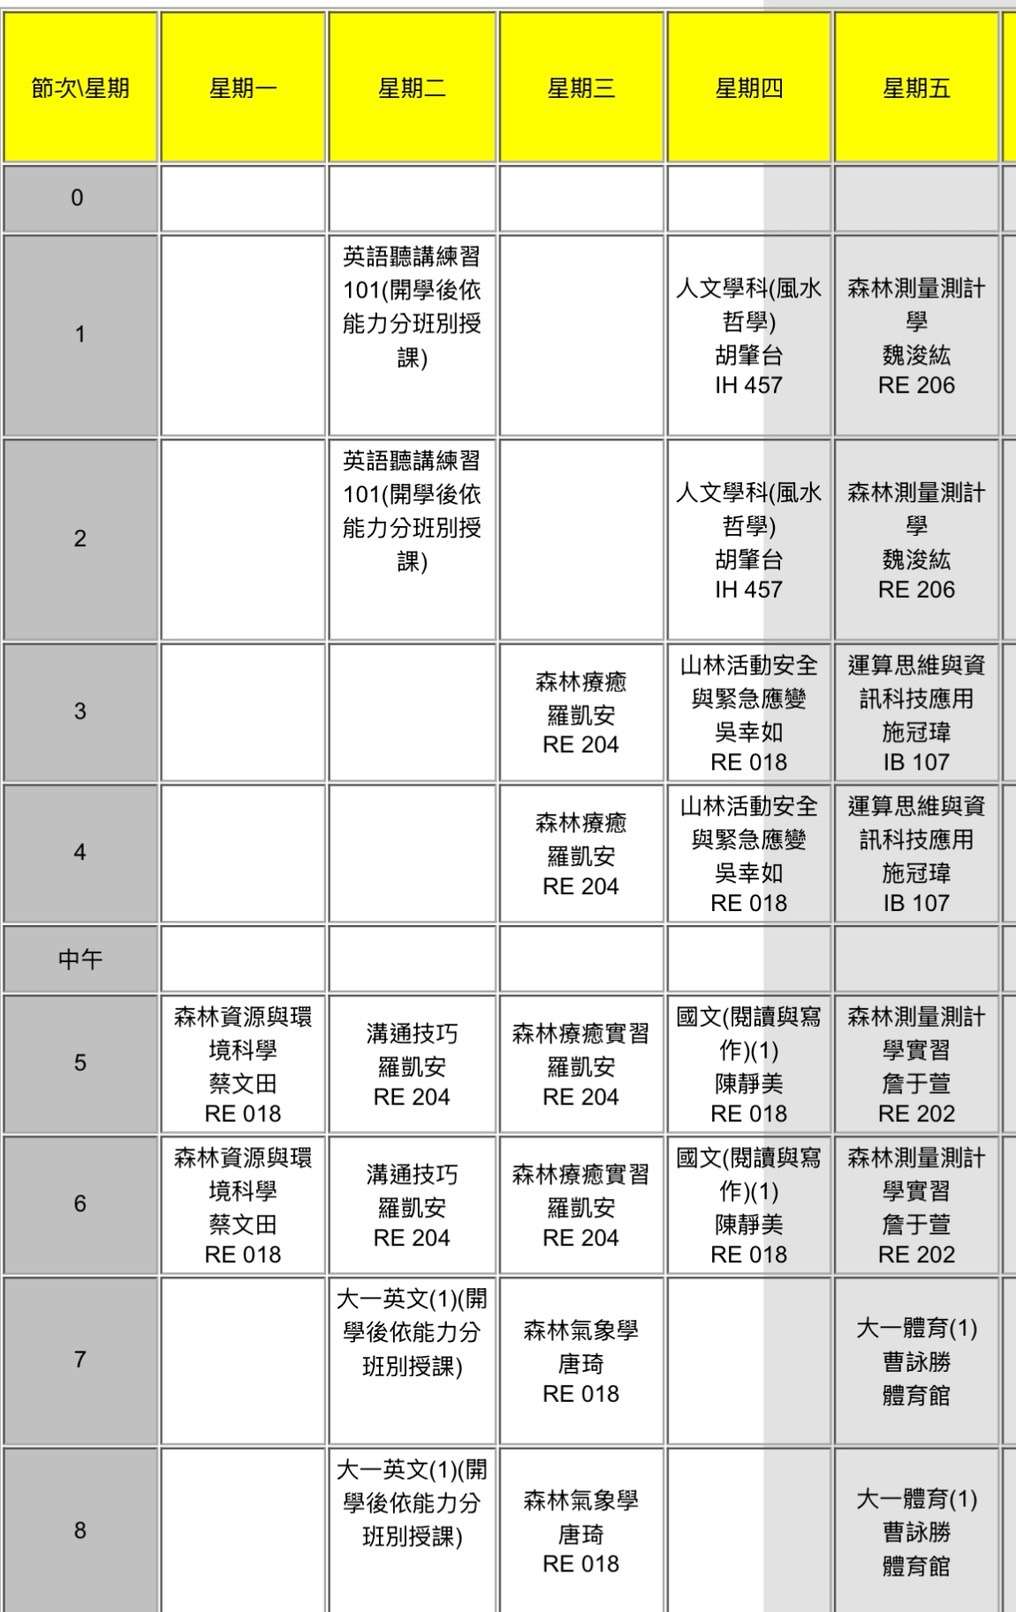 節次\星期 星期一 星期二 星期三 星期四 星期五
0
1
英語聽講練習
101(開學後依
能力分班別授
課)
人文學科(風水
哲學)
胡肇台
IH 457
森林測量測計
學
魏浚紘
RE 206
2
英語聽講練習
101(開學後依
能力分班別授
課)
人文學科(風水
哲學)
胡肇台
IH 457
森林測量測計
學
魏浚紘
RE 206
3
森林療癒
羅凱安
RE 204
山林活動安全
與緊急應變
吳幸如
RE 018
運算思維與資
訊科技應用
施冠瑋
IB 107
4
森林療癒
羅凱安
RE 204
山林活動安全
與緊急應變
吳幸如
RE 018
運算思維與資
訊科技應用
施冠瑋
IB 107
中午
5
森林資源與環
境科學
蔡文田
RE 018
溝通技巧
羅凱安
RE 204
森林療癒實習
羅凱安
RE 204
國文(閱讀與寫
作)(1)
陳靜美
RE 018
森林測量測計
學實習
詹于萱
RE 202
6
森林資源與環
境科學
蔡文田
RE 018
溝通技巧
羅凱安
RE 204
森林療癒實習
羅凱安
RE 204
國文(閱讀與寫
作)(1)
陳靜美
RE 018
森林測量測計
學實習
詹于萱
RE 202
7
大一英文(1)(開
學後依能力分
班別授課)
森林氣象學
唐琦
RE 018
大一體育(1)
曹詠勝
體育館
8
大一英文(1)(開
學後依能力分
班別授課)
森林氣象學
唐琦
RE 018
大一體育(1)
曹詠勝
體育館